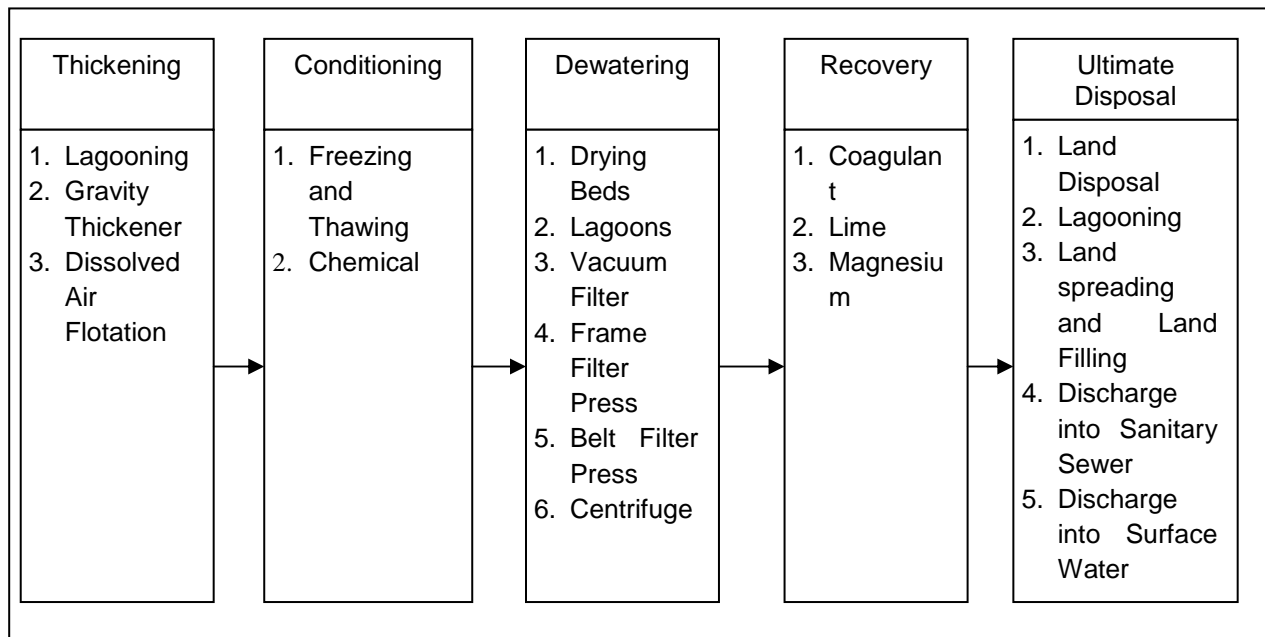 Thickening
1. Lagooning
2. Gravity
Thickener
3. Dissolved
Air
Flotation
Conditioning
1. Freezing
and
Thawing
2. Chemical
Dewatering
1. Drying
Beds
2. Lagoons
3. Vacuum
Filter
4. Frame
Filter
Press
5. Belt Filter
Press
6. Centrifuge
Recovery
1. Coagulan
t
2. Lime
3. Magnesiu
m
Ultimate
Disposal
1. Land
Disposal
2. Lagooning
3. Land
spreading
and Land
Filling
4. Discharge
into Sanitary
Sewer
5. Discharge
into Surface
Water